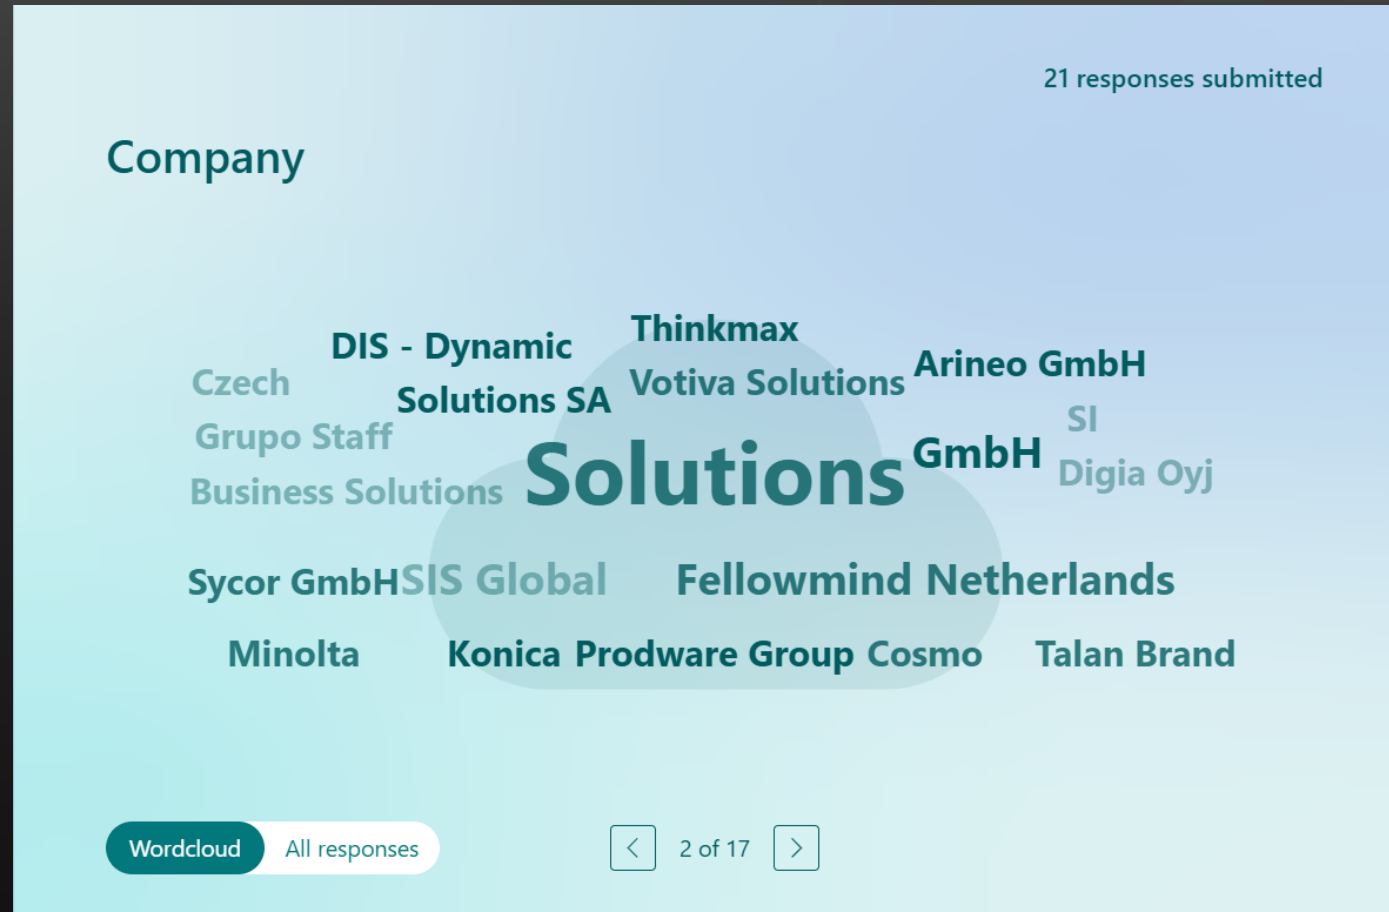 21 responses submitted
Company
Thinkmax
DIS - Dynamic
Arineo GmbH
Czech
Votiva Solutions
Solutions SA
SI
Grupo Staff
GmbH
Solutions
Digia Oyj
Business Solutions
Sycor GmbH
SIS Global
Fellowmind Netherlands
Minolta
Konica
Prodware Group
Cosmo
Talan Brand
Wordcloud
All responses
2 of 17